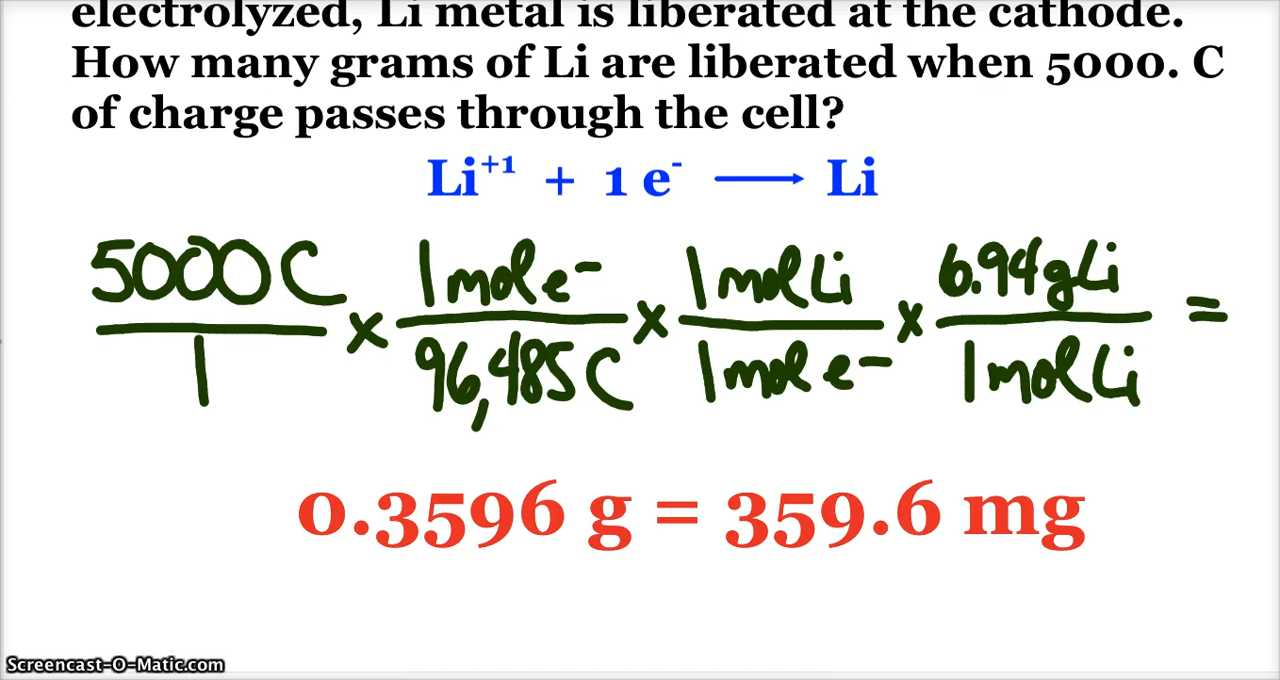 electrolyzed, Li metal is liberated at the cathode.
How many grams of Li are liberated when 5000. C
of charge passes through the cell?
Li⁺¹ + 1 e⁻ ⟶ Li
5000 C / 1 × 1 mol e⁻ / 96,485 C × 1 mol Li / 1 mol e⁻ × 6.94 g Li / 1 mol Li =
0.3596 g = 359.6 mg
Screencast-O-Matic.com